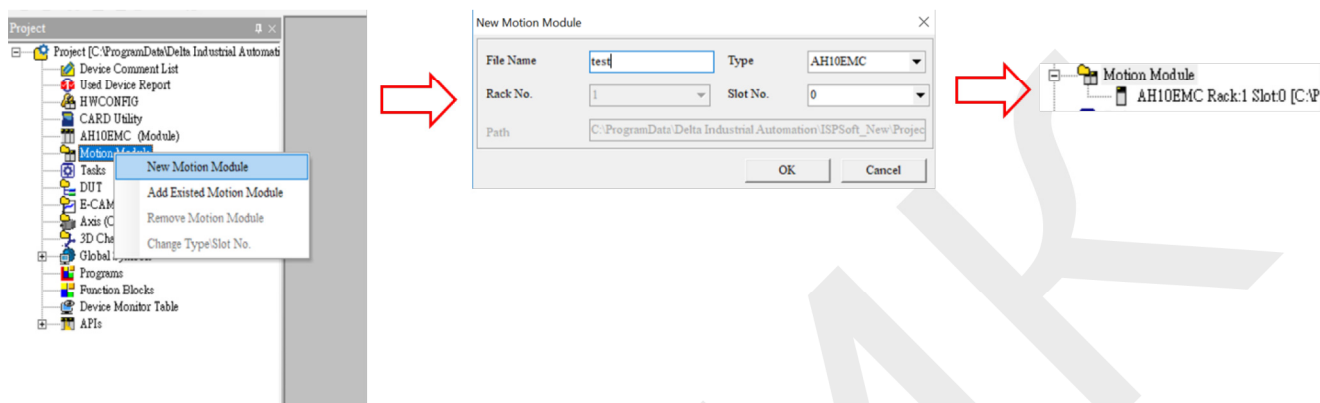 Project
Project [C:\ProgramData\Delta Industrial Automati
Device Comment List
Used Device Report
HWCONFIG
CARD Utility
AH10EMC (Module)
Motion Module
Tasks
DUT
E-CAM
Axis (C
3D Cha
Global
Programs
Function Blocks
Device Monitor Table
APIs
New Motion Module
Add Existed Motion Module
Remove Motion Module
Change Type\Slot No.
New Motion Module
File Name test Type AH10EMC
Rack No. 1 Slot No. 0
Path C:\ProgramData\Delta Industrial Automation\ISPSoft_New\Projec
OK Cancel
Motion Module
AH10EMC Rack:1 Slot:0 [C:\P